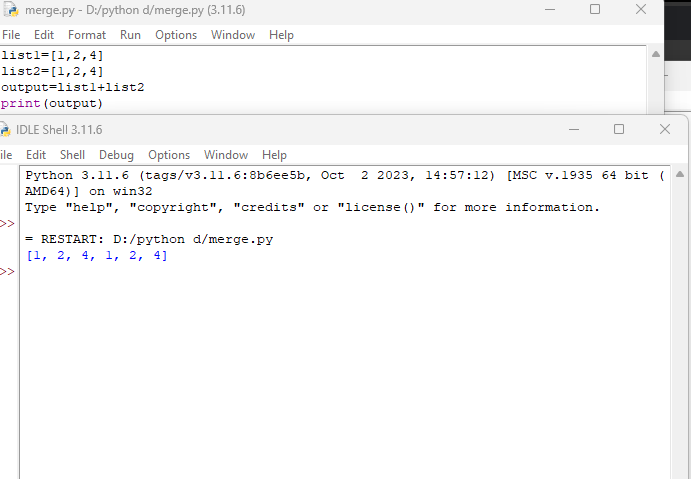 merge.py - D:/python d/merge.py (3.11.6)
File Edit Format Run Options Window Help
list1=[1,2,4]
list2=[1,2,4]
output=list1+list2
print(output)
IDLE Shell 3.11.6
ile Edit Shell Debug Options Window Help
Python 3.11.6 (tags/v3.11.6:8b6ee5b, Oct  2 2023, 14:57:12) [MSC v.1935 64 bit (
AMD64)] on win32
Type "help", "copyright", "credits" or "license()" for more information.
>>
= RESTART: D:/python d/merge.py
[1, 2, 4, 1, 2, 4]
>>